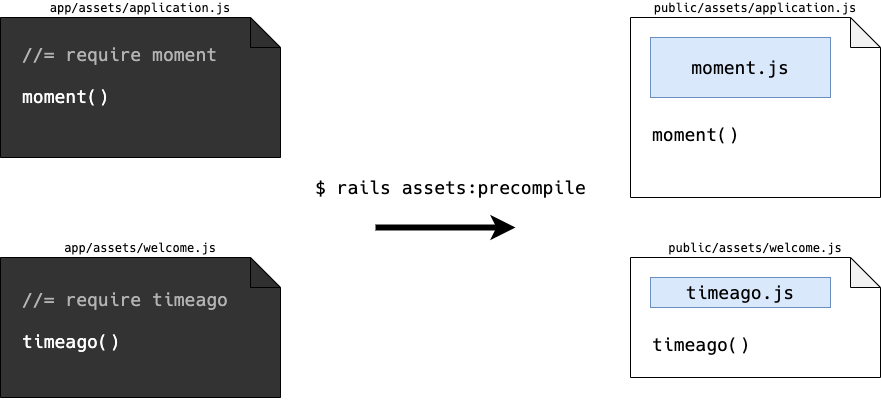 app/assets/application.js
//= require moment
moment()
app/assets/welcome.js
//= require timeago
timeago()
$ rails assets:precompile
public/assets/application.js
moment.js
moment()
public/assets/welcome.js
timeago.js
timeago()